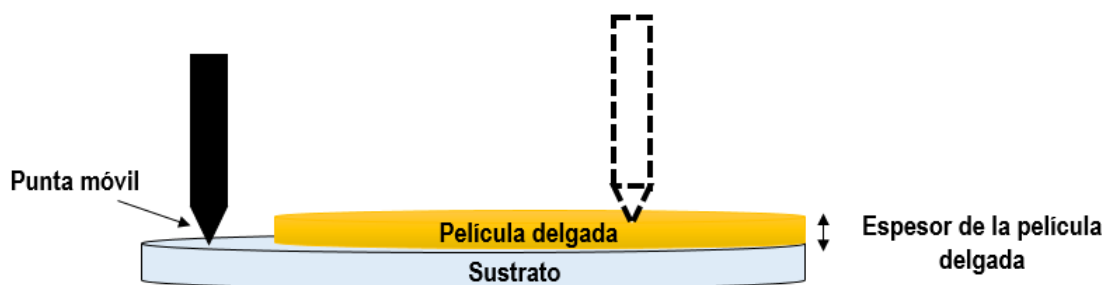 Punta móvil
Película delgada
Sustrato
Espesor de la película
delgada